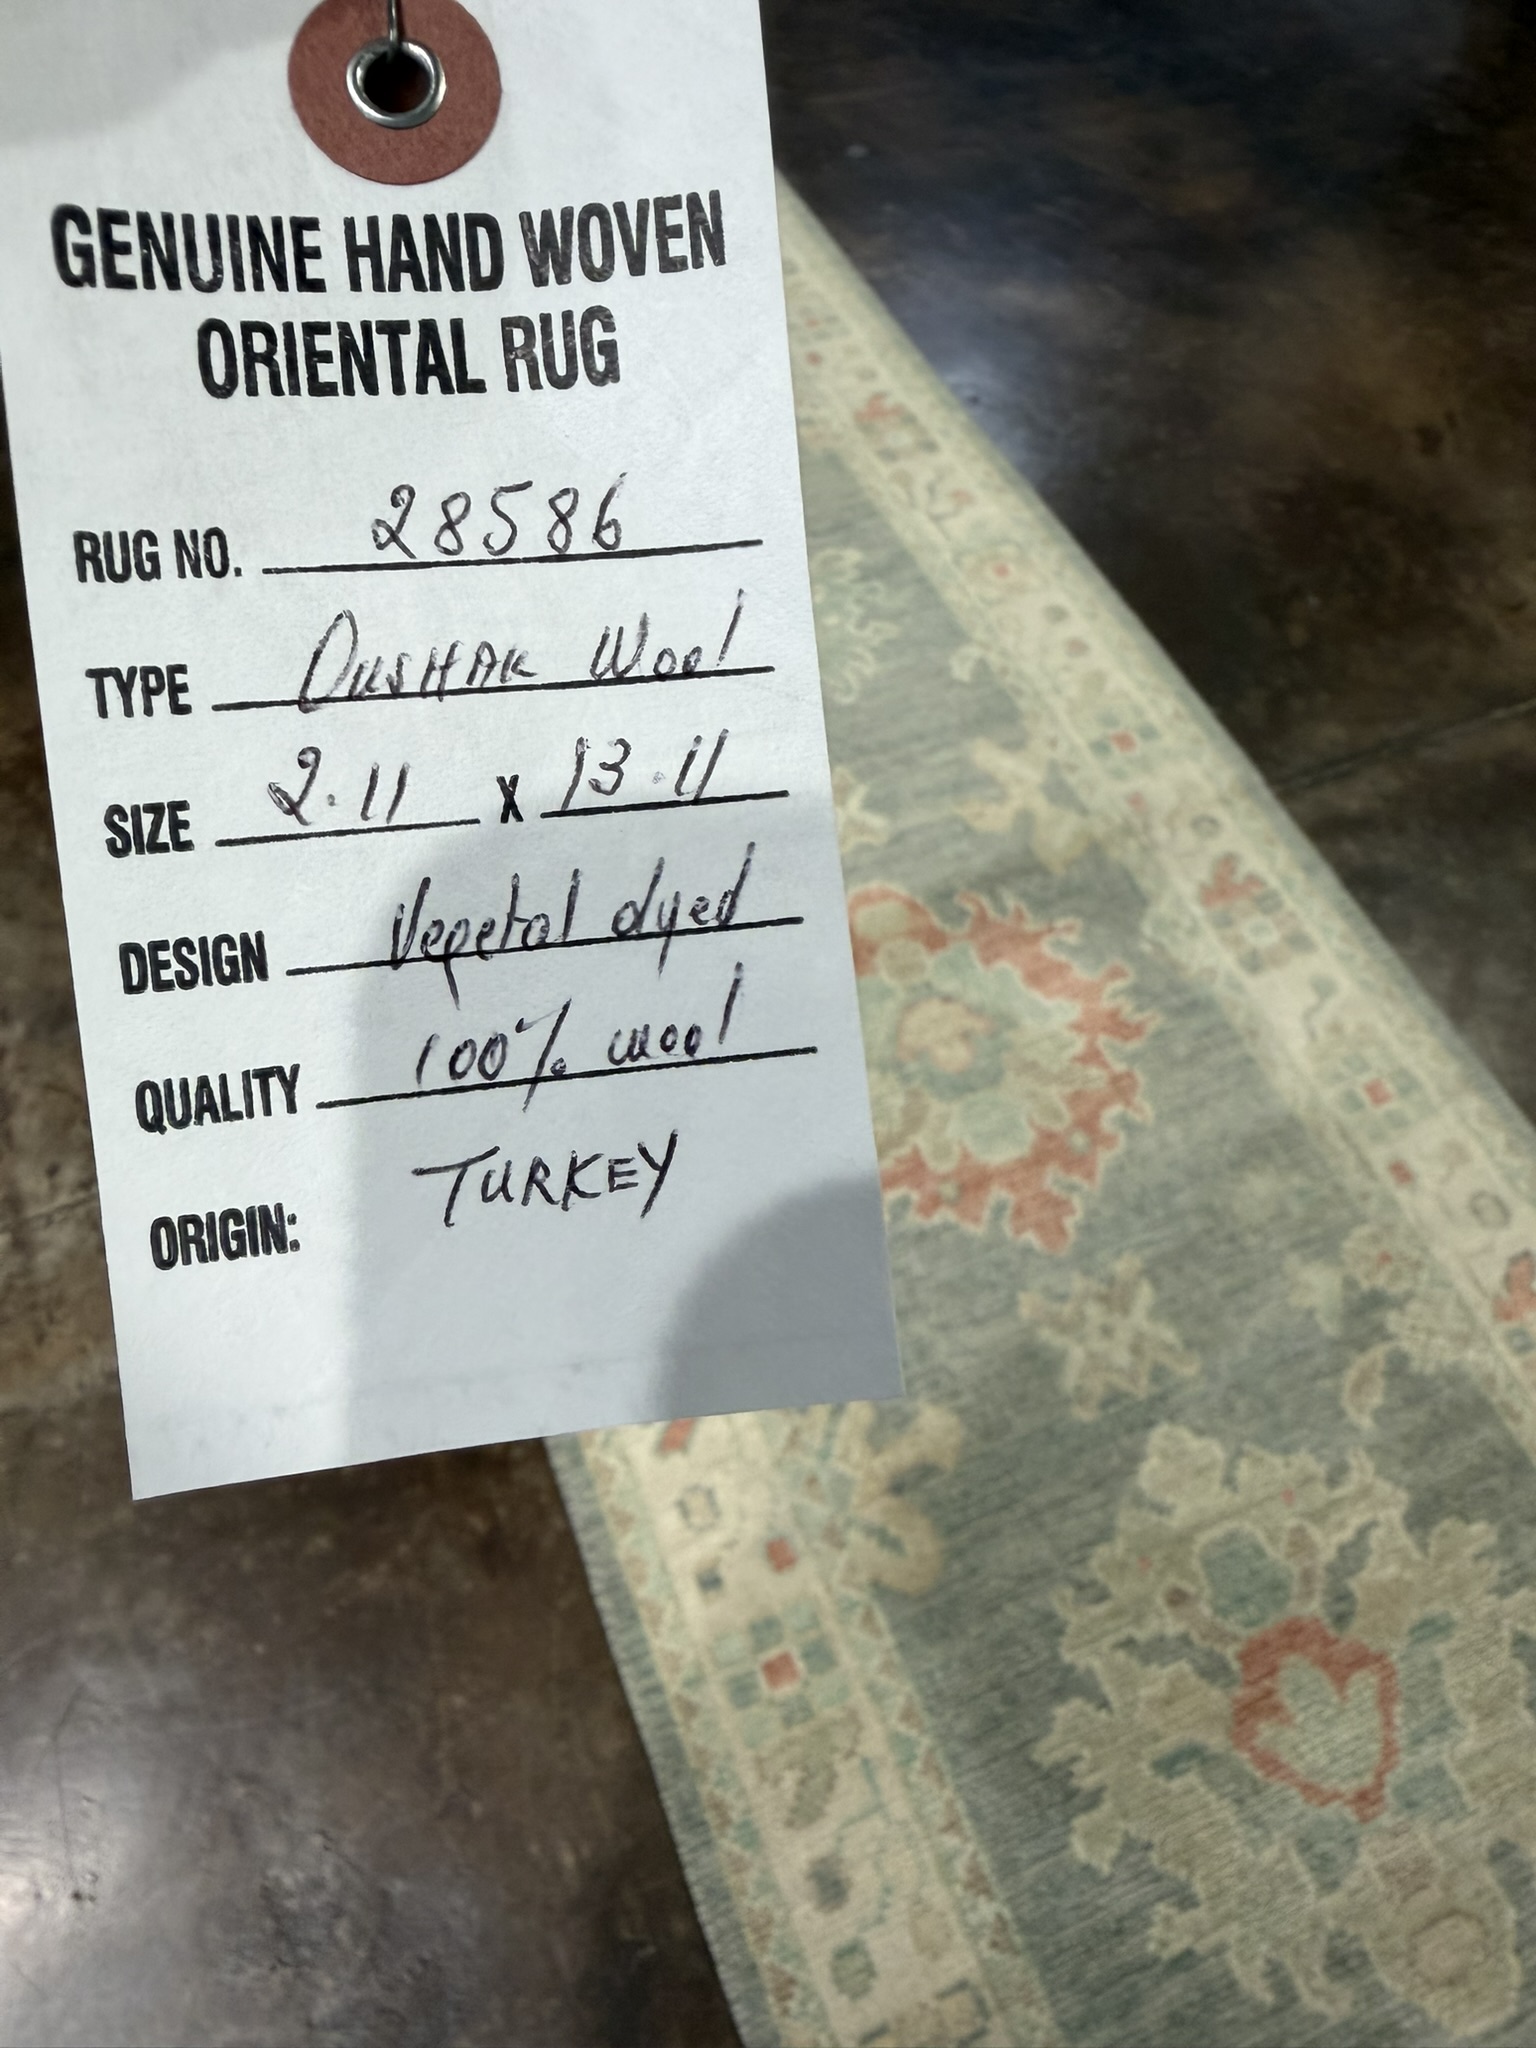 GENUINE HAND WOVEN
ORIENTAL RUG
RUG NO. 28586
TYPE OUSHAK Wool
SIZE 2.11 X 13.11
DESIGN Vegetal dyed
QUALITY 100% wool
ORIGIN: TURKEY